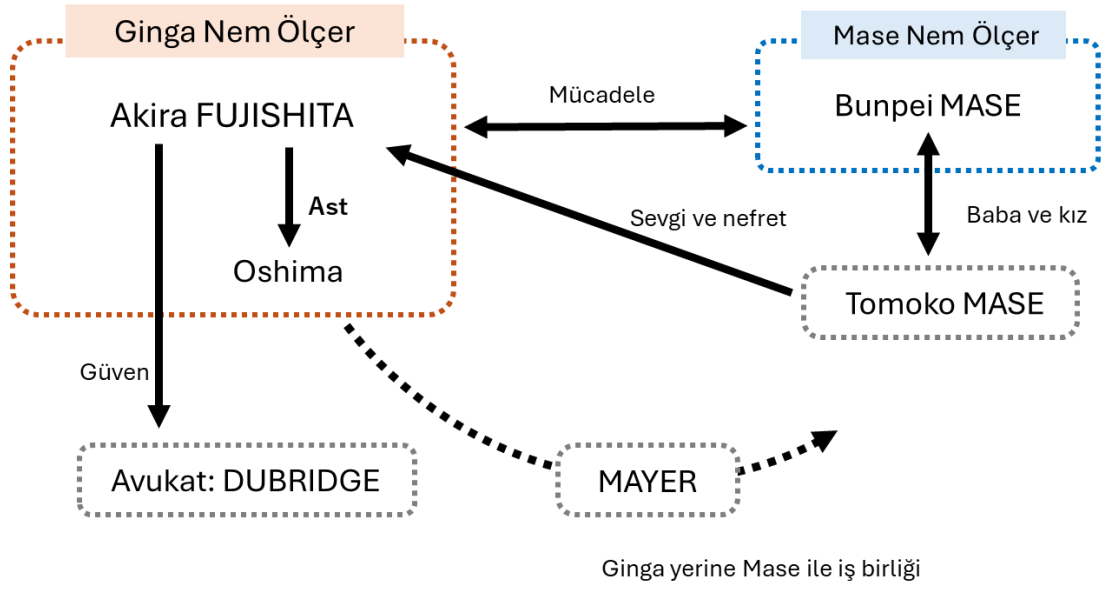 Ginga Nem Ölçer
Mase Nem Ölçer
Akira FUJISHITA
Mücadele
Bunpei MASE
Ast
Sevgi ve nefret
Baba ve kız
Oshima
Tomoko MASE
Güven
Avukat: DUBRIDGE
MAYER
Ginga yerine Mase ile iş birliği